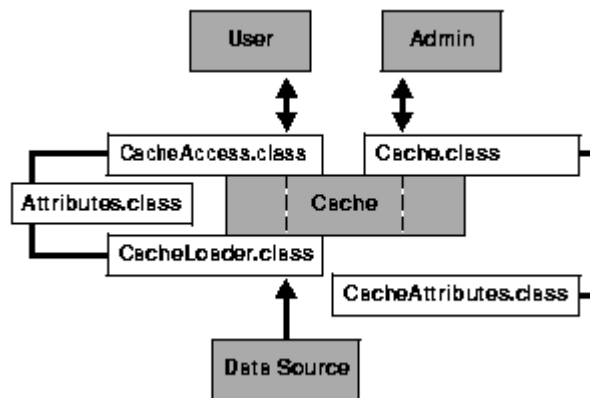 User
Admin
CacheAccess.class
Cache.class
Attributes.class
Cache
CacheLoader.class
CacheAttributes.class
Data Source